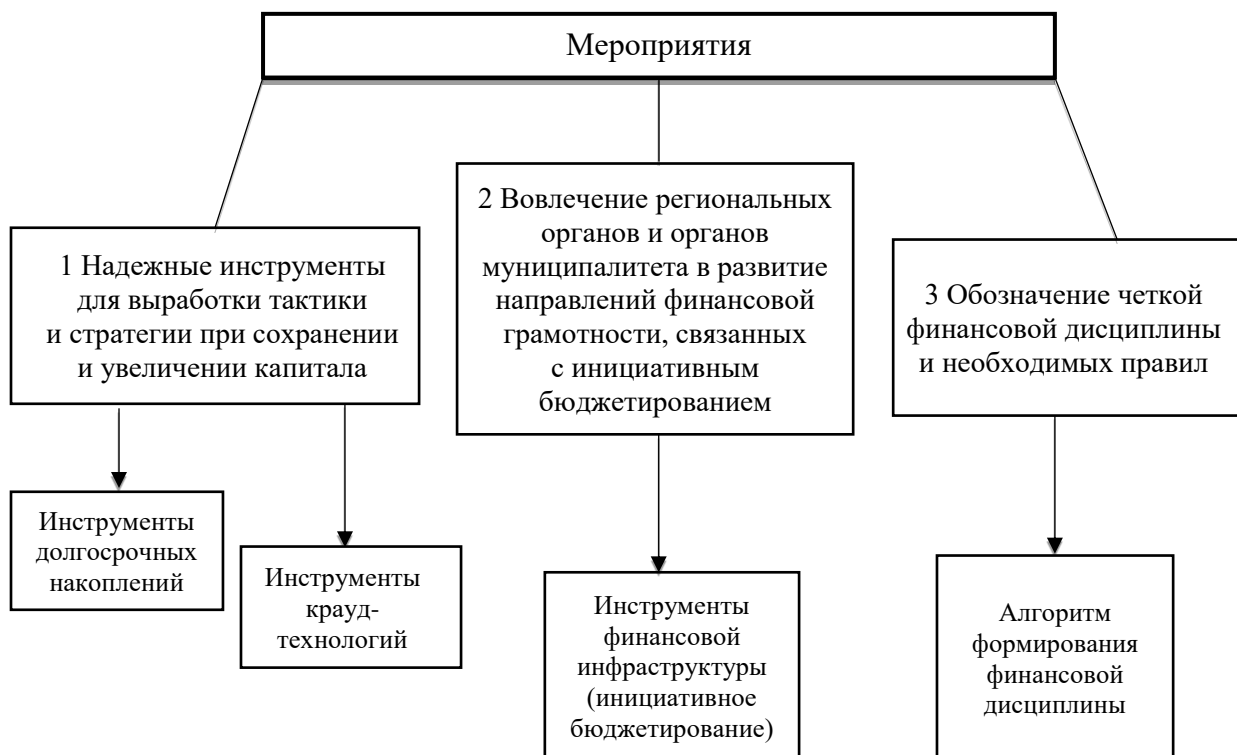 Мероприятия
1 Надежные инструменты
для выработки тактики
и стратегии при сохранении
и увеличении капитала
2 Вовлечение региональных
органов и органов
муниципалитета в развитие
направлений финансовой
грамотности, связанных
с инициативным
бюджетированием
3 Обозначение четкой
финансовой дисциплины
и необходимых правил
Инструменты
долгосрочных
накоплений
Инструменты
крауд-
технологий
Инструменты
финансовой
инфраструктуры
(инициативное
бюджетирование)
Алгоритм
формирования
финансовой
дисциплины